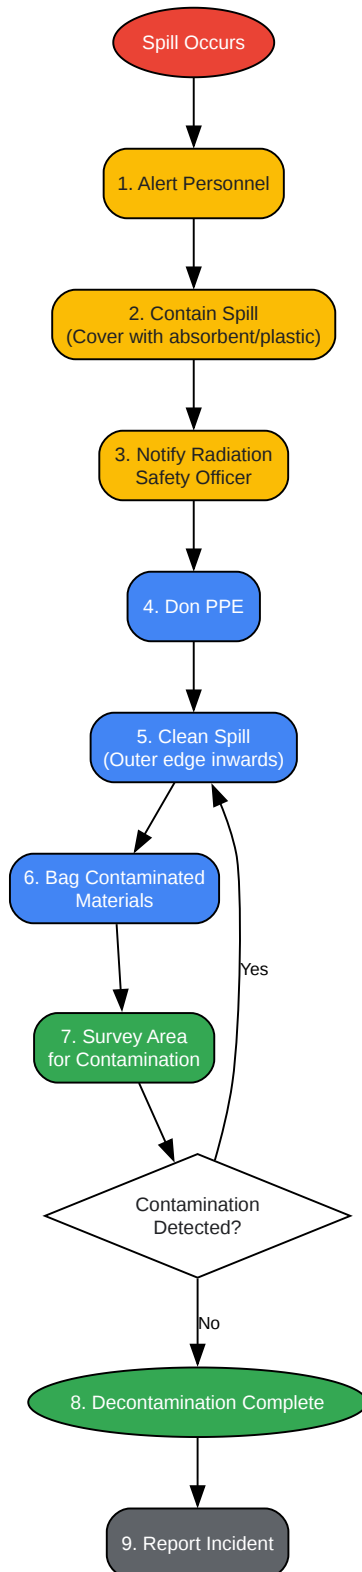 Spill Occurs
1. Alert Personnel
2. Contain Spill
(Cover with absorbent/plastic)
3. Notify Radiation
Safety Officer
4. Don PPE
5. Clean Spill
(Outer edge inwards)
6. Bag Contaminated
Materials
Yes
7. Survey Area
for Contamination
Contamination
Detected?
No
8. Decontamination Complete
9. Report Incident